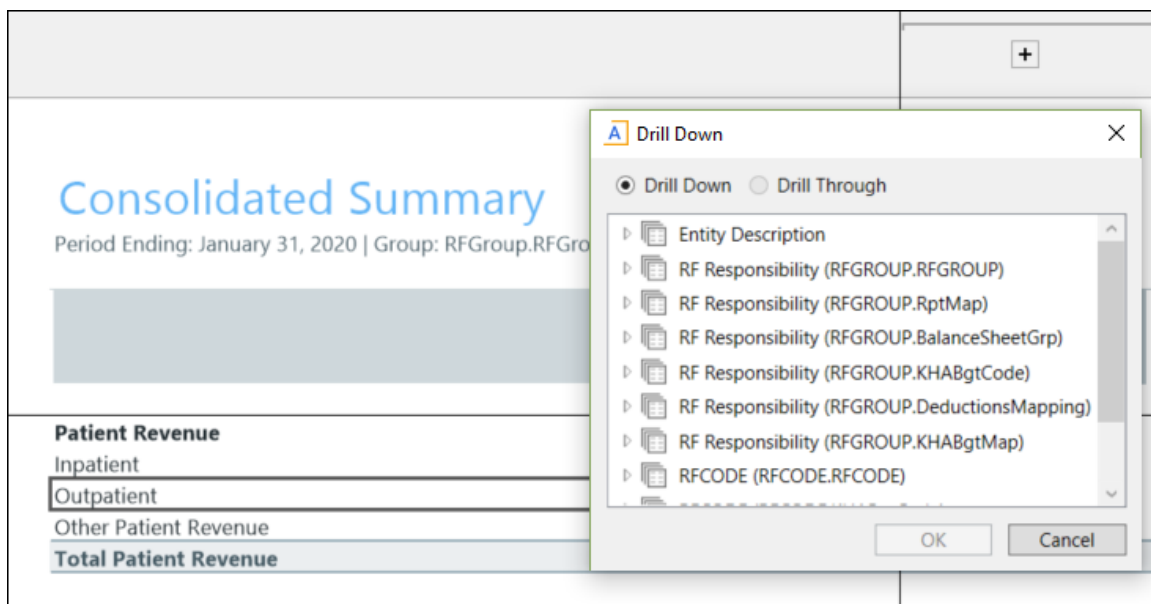 +
A Drill Down
Drill Down Drill Through
Consolidated Summary
Period Ending: January 31, 2020 | Group: RFGroup.RFGro
Entity Description
RF Responsibility (RFGROUP.RFGROUP)
RF Responsibility (RFGROUP.RptMap)
RF Responsibility (RFGROUP.BalanceSheetGrp)
RF Responsibility (RFGROUP.KHABgtCode)
RF Responsibility (RFGROUP.DeductionsMapping)
RF Responsibility (RFGROUP.KHABgtMap)
RFCODE (RFCODE.RFCODE)
OK Cancel
Patient Revenue
Inpatient
Outpatient
Other Patient Revenue
Total Patient Revenue